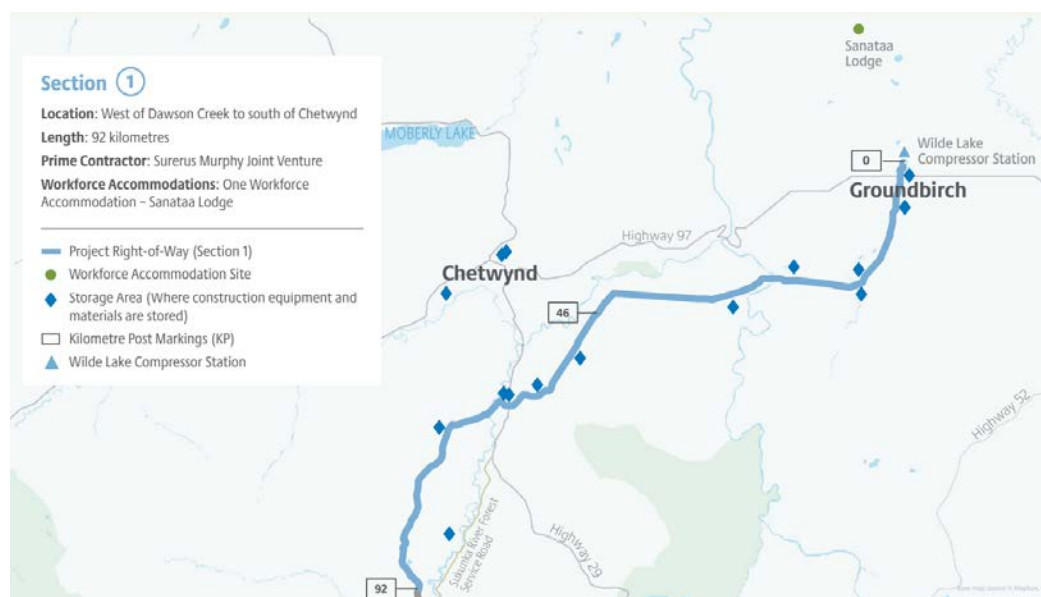 Section 1
Location: West of Dawson Creek to south of Chetwynd
Length: 92 kilometres
Prime Contractor: Surerus Murphy Joint Venture
Workforce Accommodations: One Workforce
Accommodation – Sanataa Lodge
Project Right-of-Way (Section 1)
Workforce Accommodation Site
Storage Area (Where construction equipment and
materials are stored)
Kilometre Post Markings (KP)
Wilde Lake Compressor Station
Sanataa
Lodge
MOBERLY LAKE
Wilde Lake
Compressor Station
0
Groundbirch
Highway 97
Chetwynd
46
Highway 52
Highway 29
Sukunka River Forest
Service Road
92